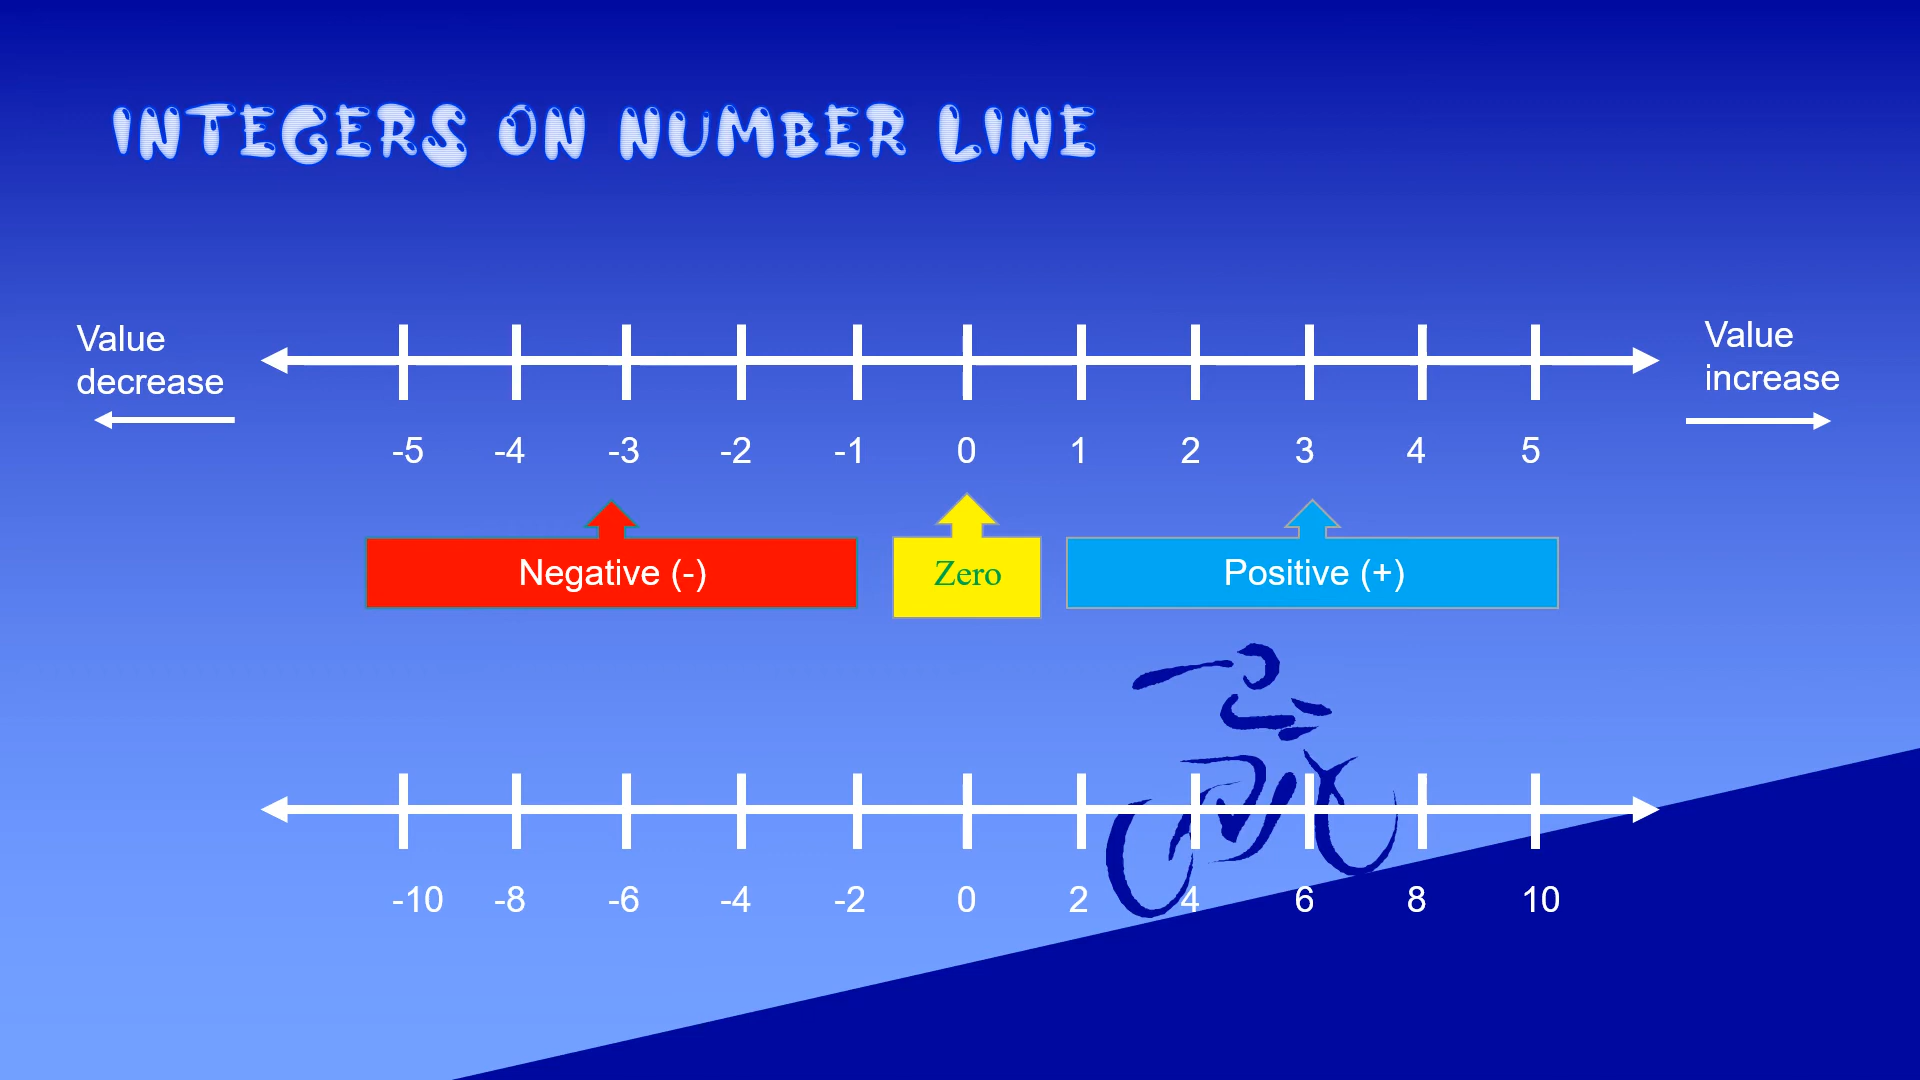 INTEGERS ON NUMBER LINE
Value
decrease
Value
increase
-5 -4 -3 -2 -1 0 1 2 3 4 5
Negative (-)
Zero
Positive (+)
-10 -8 -6 -4 -2 0 2 4 6 8 10